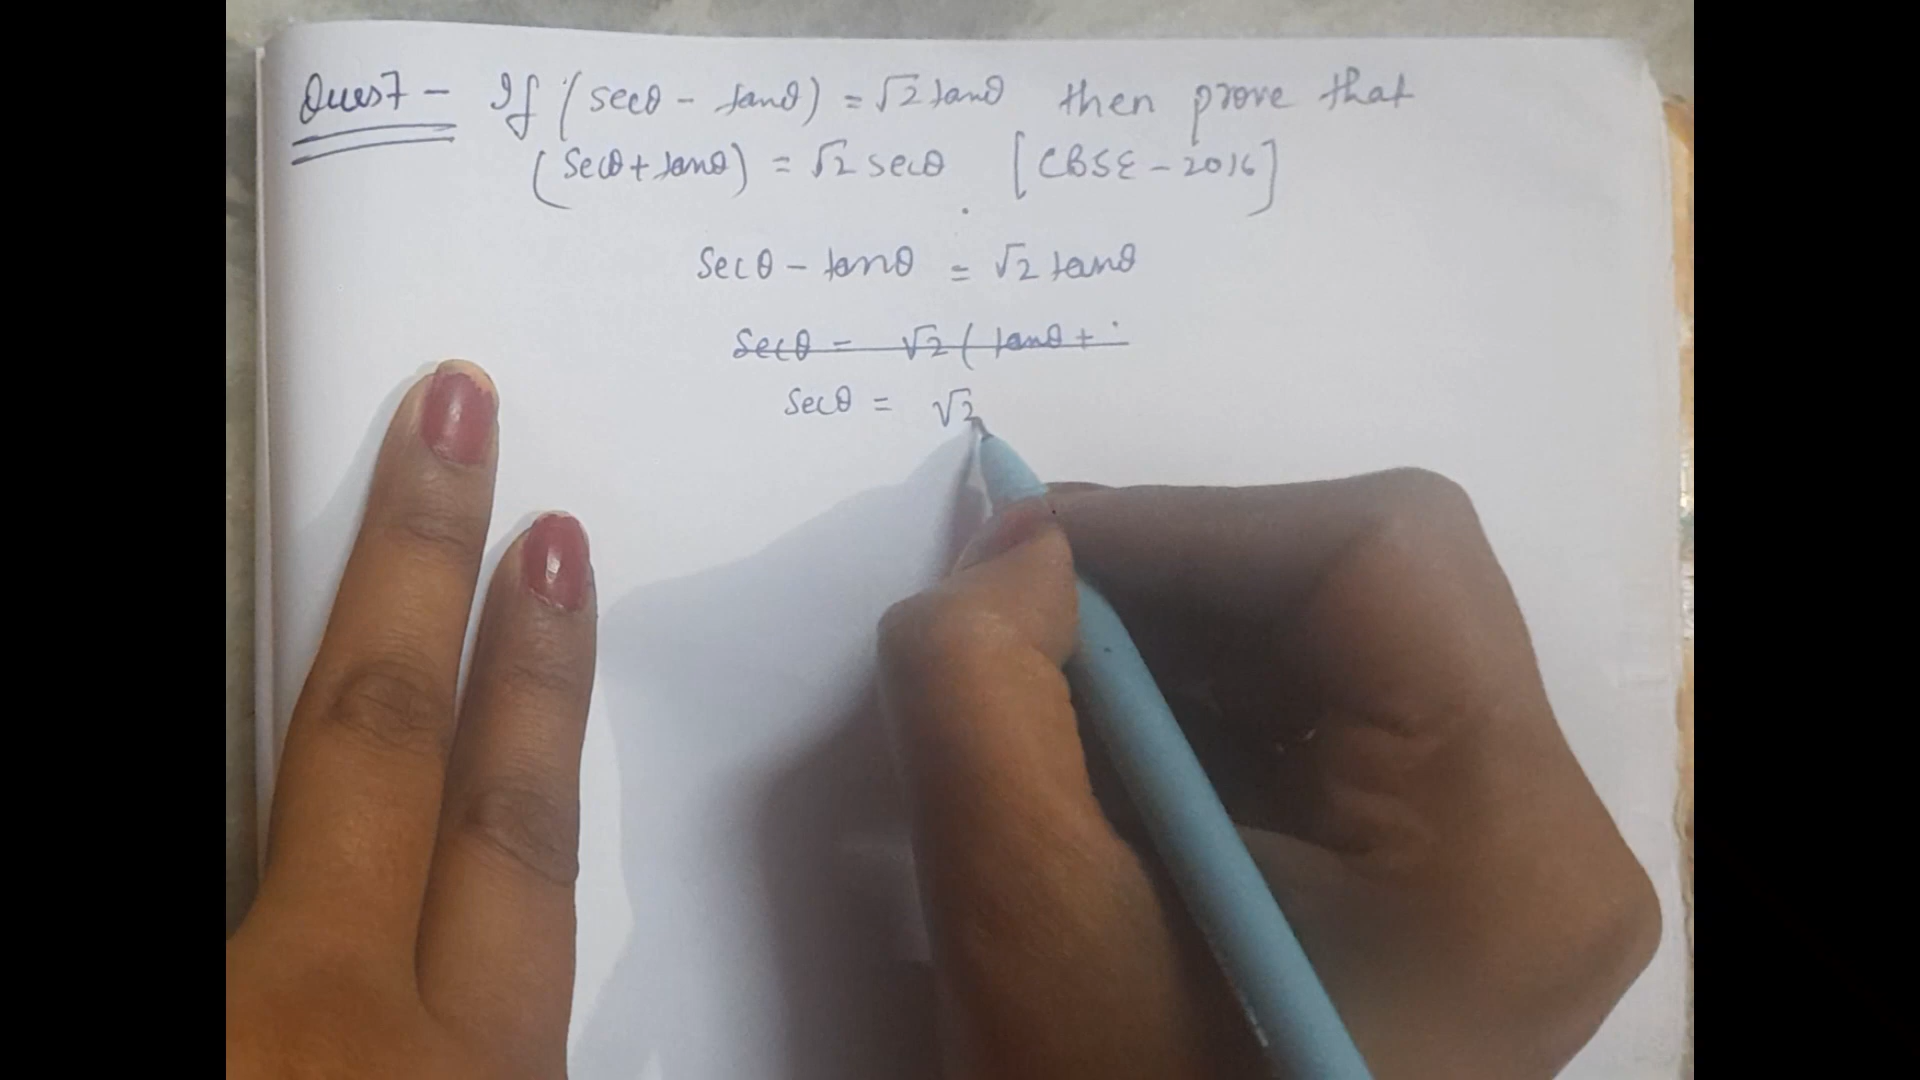 Ques7 - If (secθ - tanθ) = √2 tanθ then prove that
(secθ + tanθ) = √2 secθ [CBSE - 2016]
secθ - tanθ = √2 tanθ
secθ = √2 ( tanθ +
secθ = √2